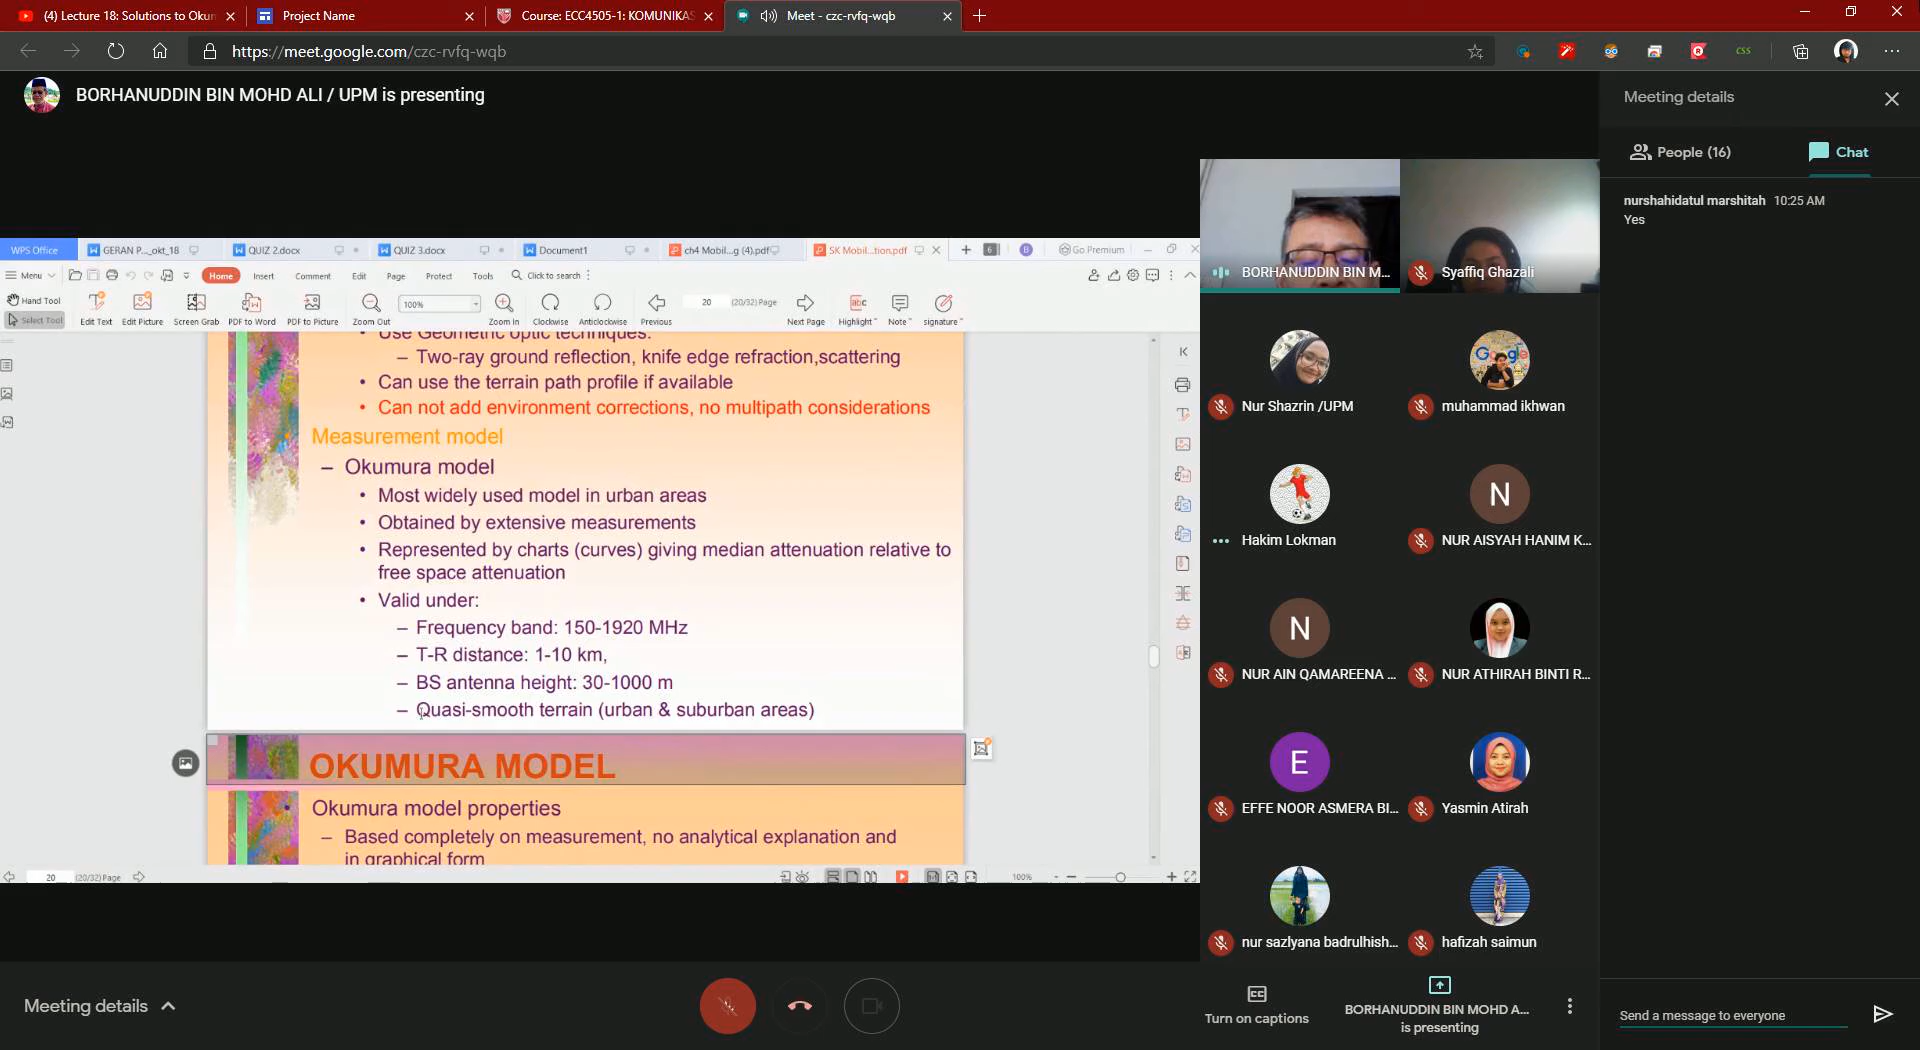 (4) Lecture 18: Solutions to Okum
Project Name
Course: ECC4505-1: KOMUNIKAS
Meet - czc-rvfq-wqb
https://meet.google.com/czc-rvfq-wqb
CSS
BORHANUDDIN BIN MOHD ALI / UPM is presenting
WPS Office
GERAN P..._okt_18
QUIZ 2.docx
QUIZ 3.docx
Document1
ch4 Mobil...g (4).pdf
SK Mobil...tion.pdf
6
B
Go Premium
Menu
Home
Insert
Comment
Edit
Page
Protect
Tools
Click to search
Hand Tool
Select Tool
Edit Text
Edit Picture
Screen Grab
PDF to Word
PDF to Picture
Zoom Out
100%
Zoom In
Clockwise
Anticlockwise
Previous
20
(20/32) Page
Next Page
Highlight
Note
signature
• Use Geometric optic techniques:
– Two-ray ground reflection, knife edge refraction,scattering
• Can use the terrain path profile if available
• Can not add environment corrections, no multipath considerations
Measurement model
– Okumura model
• Most widely used model in urban areas
• Obtained by extensive measurements
• Represented by charts (curves) giving median attenuation relative to
free space attenuation
• Valid under:
– Frequency band: 150-1920 MHz
– T-R distance: 1-10 km,
– BS antenna height: 30-1000 m
– Quasi-smooth terrain (urban & suburban areas)
OKUMURA MODEL
Okumura model properties
– Based completely on measurement, no analytical explanation and
in graphical form
20
(20/32)Page
100%
BORHANUDDIN BIN M...
Syaffiq Ghazali
Nur Shazrin /UPM
Google
muhammad ikhwan
Hakim Lokman
N
NUR AISYAH HANIM K...
N
NUR AIN QAMAREENA ...
NUR ATHIRAH BINTI R...
E
EFFE NOOR ASMERA BI...
Yasmin Atirah
nur sazlyana badrulhish...
hafizah saimun
Meeting details
People (16)
Chat
nurshahidatul marshitah 10:25 AM
Yes
Meeting details
Turn on captions
BORHANUDDIN BIN MOHD A...
is presenting
Send a message to everyone